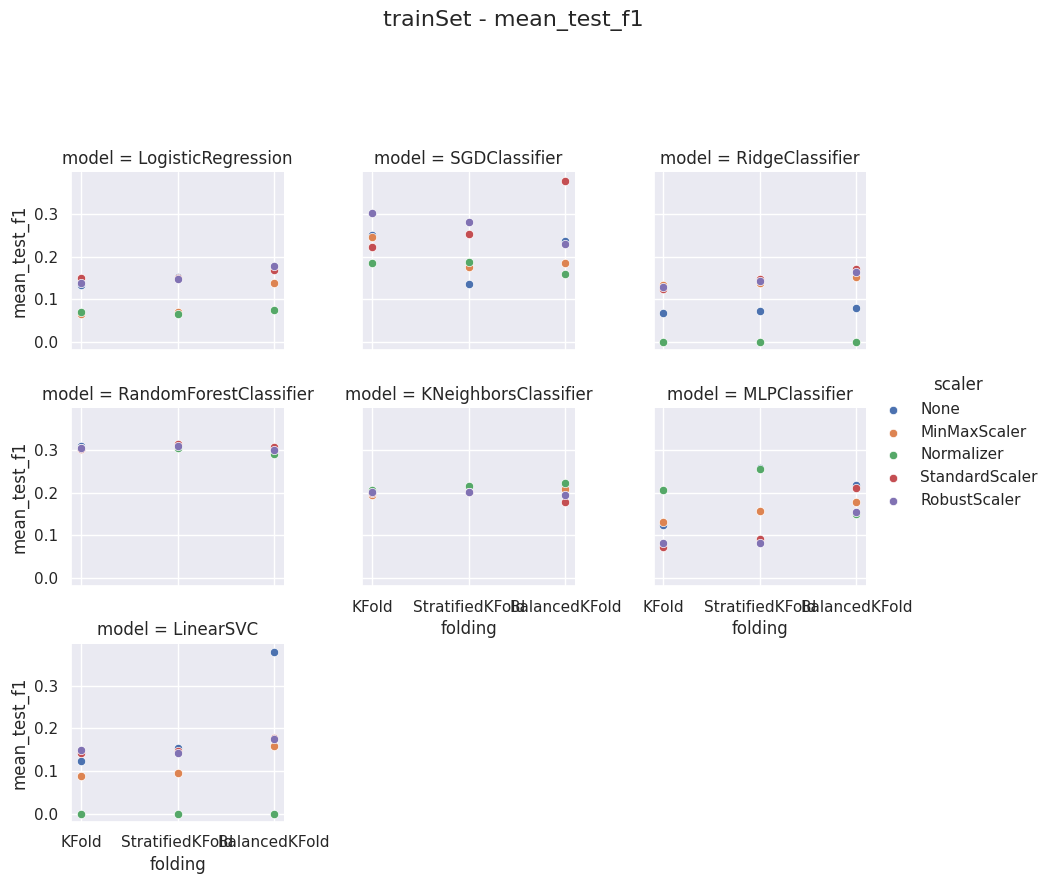 trainSet - mean_test_f1
model = LogisticRegression
model = SGDClassifier
model = RidgeClassifier
mean_test_f1
0.3
0.2
0.1
0.0
model = RandomForestClassifier
model = KNeighborsClassifier
model = MLPClassifier
mean_test_f1
0.3
0.2
0.1
0.0
KFold
StratifiedKFold
BalancedKFold
folding
KFold
StratifiedKFold
BalancedKFold
folding
scaler
None
MinMaxScaler
Normalizer
StandardScaler
RobustScaler
model = LinearSVC
mean_test_f1
0.3
0.2
0.1
0.0
KFold
StratifiedKFold
BalancedKFold
folding